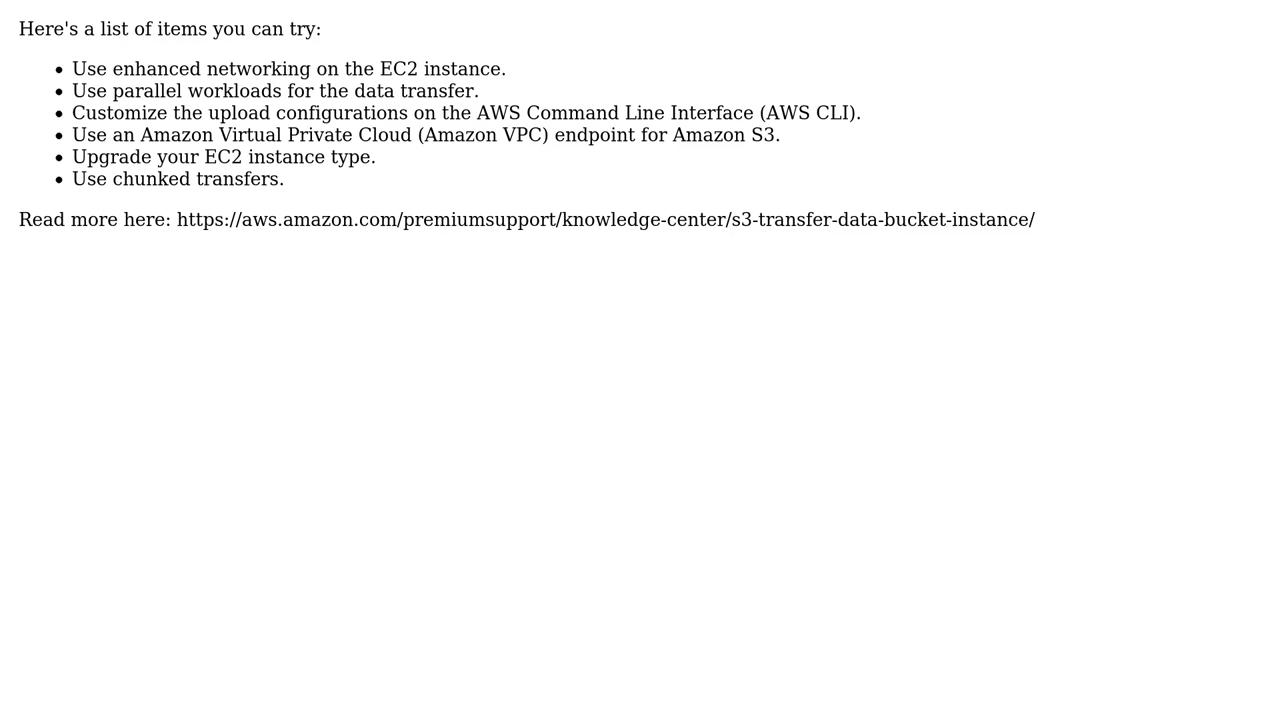 Here's a list of items you can try:
• Use enhanced networking on the EC2 instance.
• Use parallel workloads for the data transfer.
• Customize the upload configurations on the AWS Command Line Interface (AWS CLI).
• Use an Amazon Virtual Private Cloud (Amazon VPC) endpoint for Amazon S3.
• Upgrade your EC2 instance type.
• Use chunked transfers.
Read more here: https://aws.amazon.com/premiumsupport/knowledge-center/s3-transfer-data-bucket-instance/